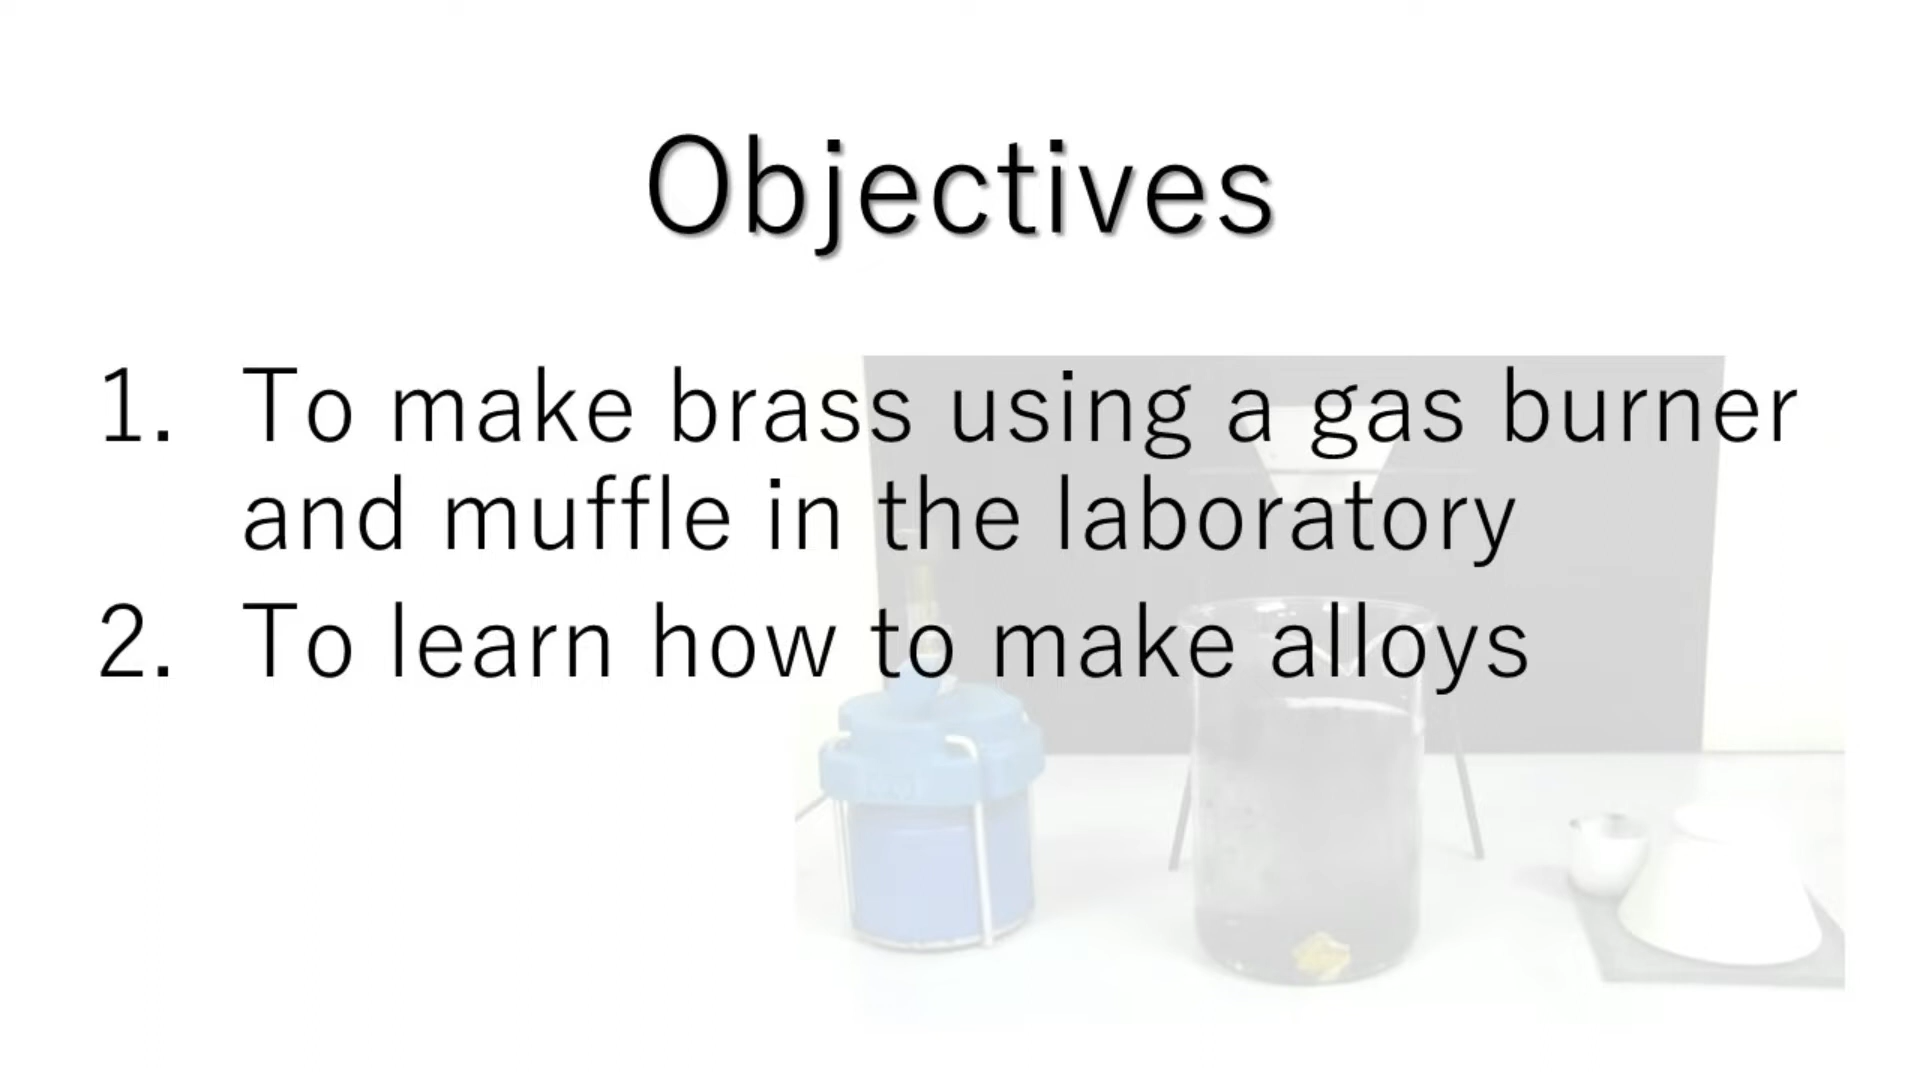 Objectives
1. To make brass using a gas burner
and muffle in the laboratory
2. To learn how to make alloys